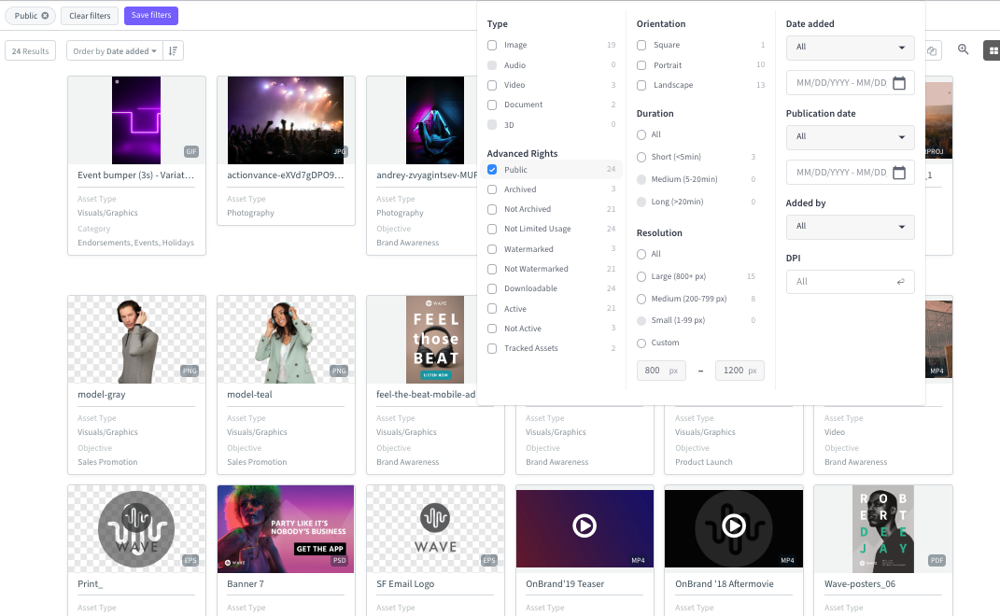 Public
Clear filters
Save filters
24 Results
Order by Date added
Type
Image 19
Audio 0
Video 3
Document 2
3D 0
Advanced Rights
Public 24
Archived 3
Not Archived 21
Not Limited Usage 24
Watermarked 3
Not Watermarked 21
Downloadable 24
Active 21
Not Active 3
Tracked Assets 2
Orientation
Square 1
Portrait 10
Landscape 13
Duration
All
Short (<5min) 3
Medium (5-20min) 0
Long (>20min) 0
Resolution
All
Large (800+ px) 15
Medium (200-799 px) 8
Small (1-99 px) 0
Custom
800 px – 1200 px
Date added
All
MM/DD/YYYY - MM/DD,
Publication date
All
MM/DD/YYYY - MM/DD,
Added by
All
DPI
All
GIF
Event bumper (3s) - Variat...
Asset Type
Visuals/Graphics
Category
Endorsements, Events, Holidays
JPG
actionvance-eXVd7gDPO9...
Asset Type
Photography
andrey-zvyagintsev-MUF
Asset Type
Photography
Objective
Brand Awareness
RPROJ
_1
PNG
model-gray
Asset Type
Visuals/Graphics
Objective
Sales Promotion
PNG
model-teal
Asset Type
Visuals/Graphics
Objective
Sales Promotion
WAVE
FEEL
those
BEAT
LISTEN NOW
feel-the-beat-mobile-ad
Asset Type
Visuals/Graphics
Objective
Brand Awareness
Asset Type
Visuals/Graphics
Objective
Brand Awareness
Asset Type
Visuals/Graphics
Objective
Product Launch
MP4
Asset Type
Video
Objective
Brand Awareness
WAVE
EPS
Print_
Asset Type
PARTY LIKE IT'S
NOBODY'S BUSINESS
GET THE APP
WAVE
PSD
Banner 7
Asset Type
WAVE
EPS
SF Email Logo
Asset Type
MP4
OnBrand'19 Teaser
Asset Type
MP4
OnBrand '18 Aftermovie
Asset Type
R O B
E R T
D E E
J A Y
WAVE
PDF
Wave-posters_06
Asset Type